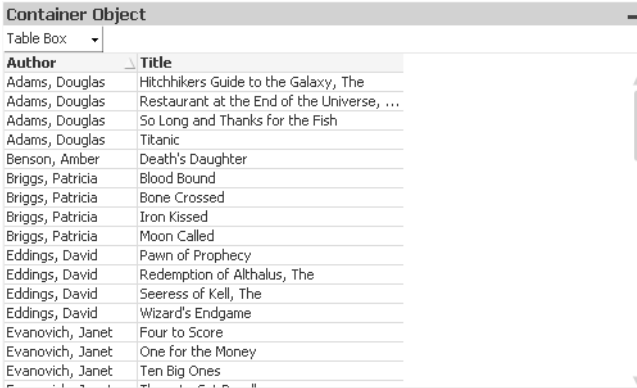 Container Object
Table Box
Author Title
Adams, Douglas Hitchhikers Guide to the Galaxy, The
Adams, Douglas Restaurant at the End of the Universe, ...
Adams, Douglas So Long and Thanks for the Fish
Adams, Douglas Titanic
Benson, Amber Death's Daughter
Briggs, Patricia Blood Bound
Briggs, Patricia Bone Crossed
Briggs, Patricia Iron Kissed
Briggs, Patricia Moon Called
Eddings, David Pawn of Prophecy
Eddings, David Redemption of Althalus, The
Eddings, David Seeress of Kell, The
Eddings, David Wizard's Endgame
Evanovich, Janet Four to Score
Evanovich, Janet One for the Money
Evanovich, Janet Ten Big Ones